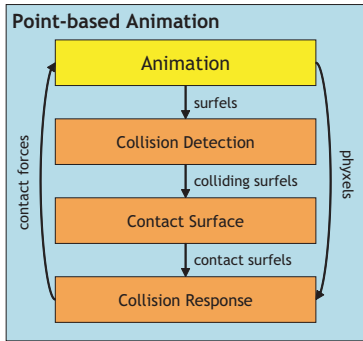 Point-based Animation
Animation
surfels
Collision Detection
colliding surfels
Contact Surface
contact surfels
Collision Response
contact forces
phyxels